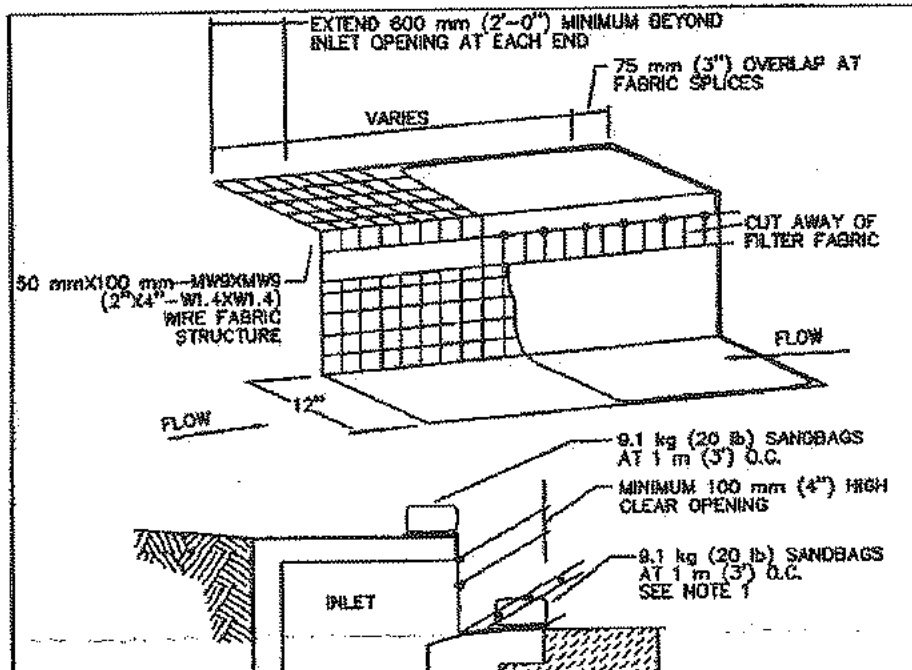 EXTEND 600 mm (2'-0") MINIMUM BEYOND
INLET OPENING AT EACH END
75 mm (3") OVERLAP AT
FABRIC SPLICES
VARIES
CUT AWAY OF
FILTER FABRIC
50 mmX100 mm-MW9XMW9
(2"X4"-W1.4XW1.4)
WIRE FABRIC
STRUCTURE
FLOW
12"
FLOW
9.1 kg (20 lb) SANDBAGS
AT 1 m (3') O.C.
MINIMUM 100 mm (4") HIGH
CLEAR OPENING
9.1 kg (20 lb) SANDBAGS
AT 1 m (3') O.C.
SEE NOTE 1
INLET